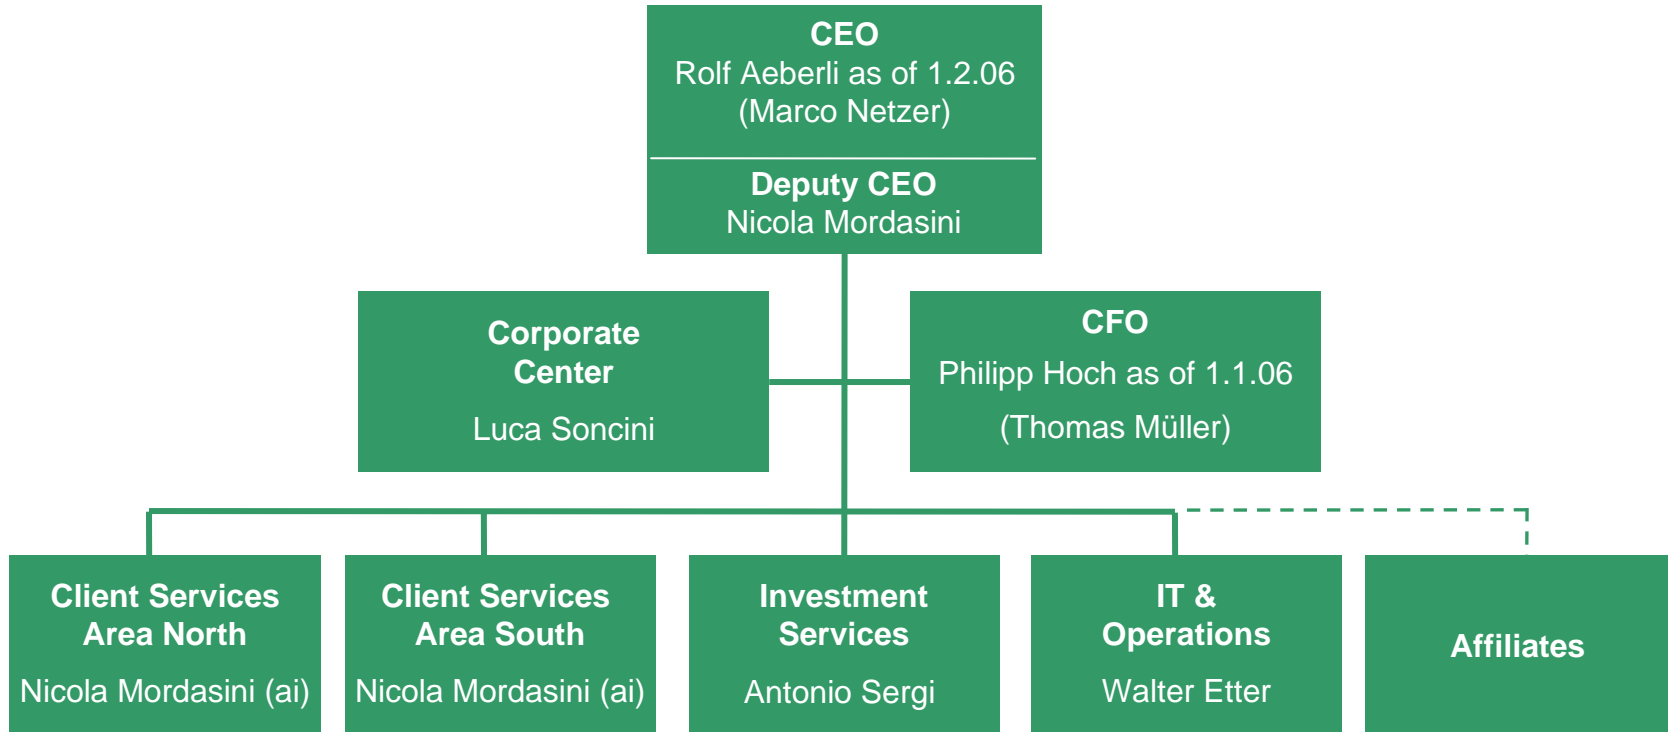 CEO
Rolf Aeberli as of 1.2.06
(Marco Netzer)
Deputy CEO
Nicola Mordasini
Corporate
Center
Luca Soncini
CFO
Philipp Hoch as of 1.1.06
(Thomas Müller)
Client Services
Area North
Nicola Mordasini (ai)
Client Services
Area South
Nicola Mordasini (ai)
Investment
Services
Antonio Sergi
IT &
Operations
Walter Etter
Affiliates